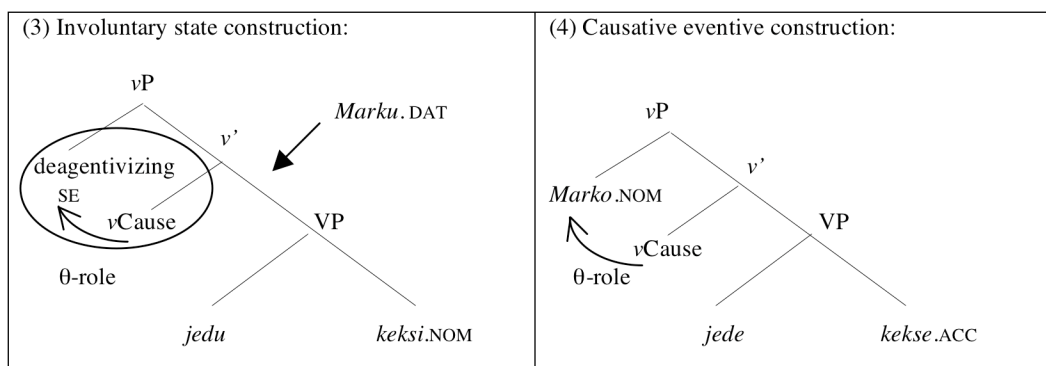 (3) Involuntary state construction:
vP
Marku.DAT
v'
deagentivizing
SE
vCause
VP
θ-role
jedu
keksi.NOM
(4) Causative eventive construction:
vP
v'
Marko.NOM
VP
vCause
θ-role
jede
kekse.ACC